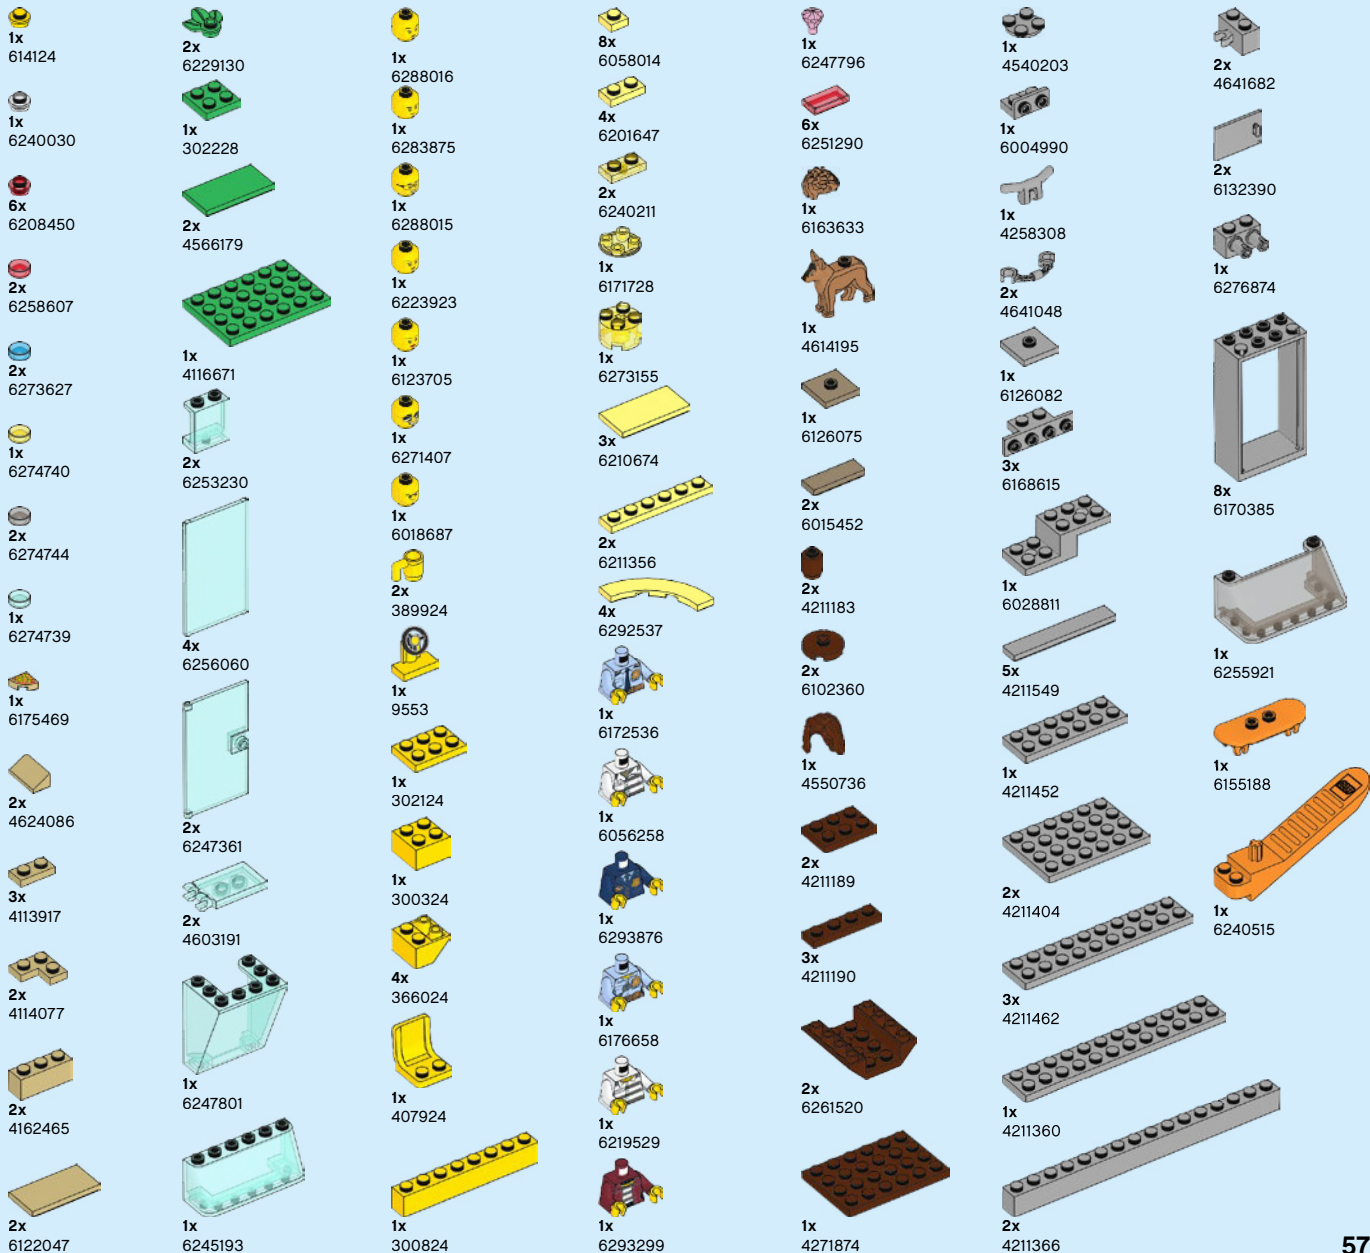 1x
614124
1x
6240030
6x
6208450
2x
6258607
2x
6273627
1x
6274740
2x
6274744
1x
6274739
1x
6175469
2x
4624086
3x
4113917
2x
4114077
2x
4162465
2x
6122047
2x
6229130
1x
302228
2x
4566179
1x
4116671
2x
6253230
4x
6256060
2x
6247361
2x
4603191
1x
6247801
1x
6245193
1x
6288016
1x
6283875
1x
6288015
1x
6223923
1x
6123705
1x
6271407
1x
6018687
2x
389924
1x
9553
1x
302124
1x
300324
4x
366024
1x
407924
1x
300824
8x
6058014
4x
6201647
2x
6240211
1x
6171728
1x
6273155
3x
6210674
2x
6211356
4x
6292537
1x
6172536
1x
6056258
1x
6293876
1x
6176658
1x
6219529
1x
6293299
1x
6247796
6x
6251290
1x
6163633
1x
4614195
1x
6126075
2x
6015452
2x
4211183
2x
6102360
1x
4550736
2x
4211189
3x
4211190
2x
6261520
1x
4271874
1x
4540203
1x
6004990
1x
4258308
2x
4641048
1x
6126082
3x
6168615
1x
6028811
5x
4211549
1x
4211452
2x
4211404
3x
4211462
1x
4211360
2x
4211366
2x
4641682
2x
6132390
1x
6276874
8x
6170385
1x
6255921
1x
6155188
1x
6240515
57